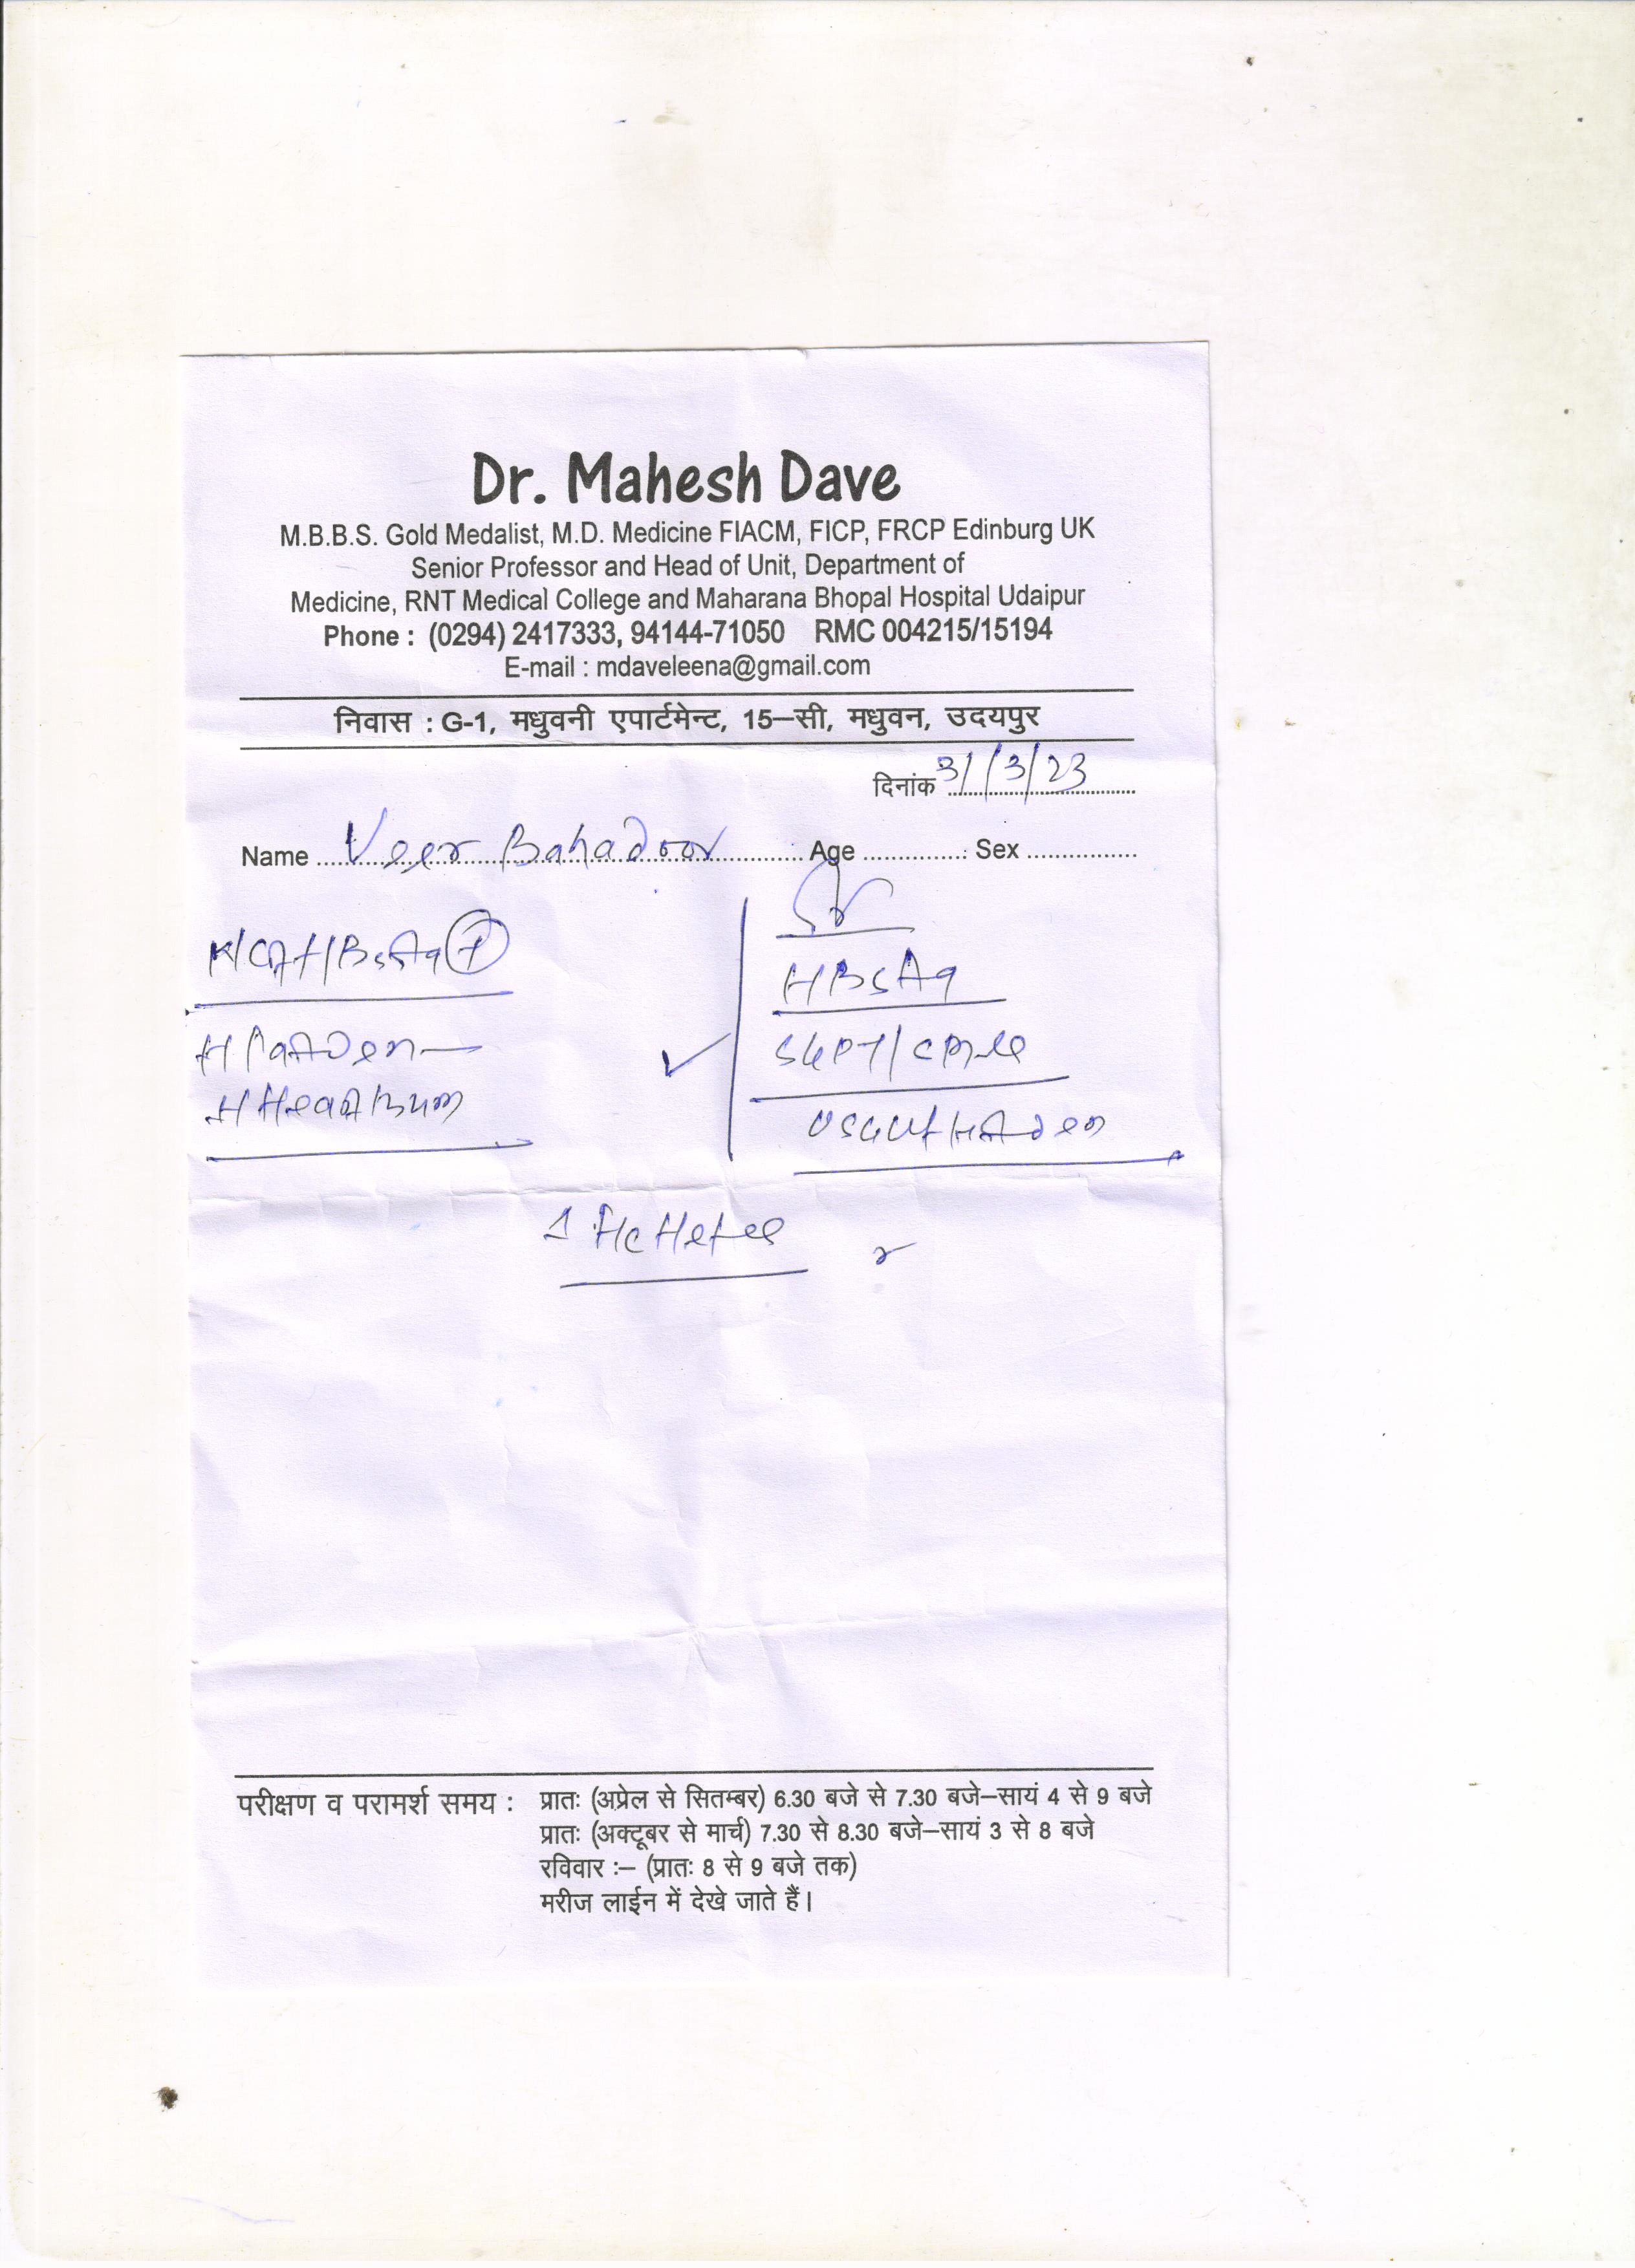 Dr. Mahesh Dave
M.B.B.S. Gold Medalist, M.D. Medicine FIACM, FICP, FRCP Edinburg UK
Senior Professor and Head of Unit, Department of
Medicine, RNT Medical College and Maharana Bhopal Hospital Udaipur
Phone : (0294) 2417333, 94144-71050 RMC 004215/15194
E-mail : mdaveleena@gmail.com
निवास : G-1, मधुवनी एपार्टमेन्ट, 15–सी, मधुवन, उदयपुर
दिनांक 31/3/23
Name Veer Bahadoor Age Sex
HBsAg +
HBsAg
SGPT/
परीक्षण व परामर्श समय : प्रातः (अप्रेल से सितम्बर) 6.30 बजे से 7.30 बजे–सायं 4 से 9 बजे
प्रातः (अक्टूबर से मार्च) 7.30 से 8.30 बजे–सायं 3 से 8 बजे
रविवार :– (प्रातः 8 से 9 बजे तक)
मरीज लाईन में देखे जाते हैं।